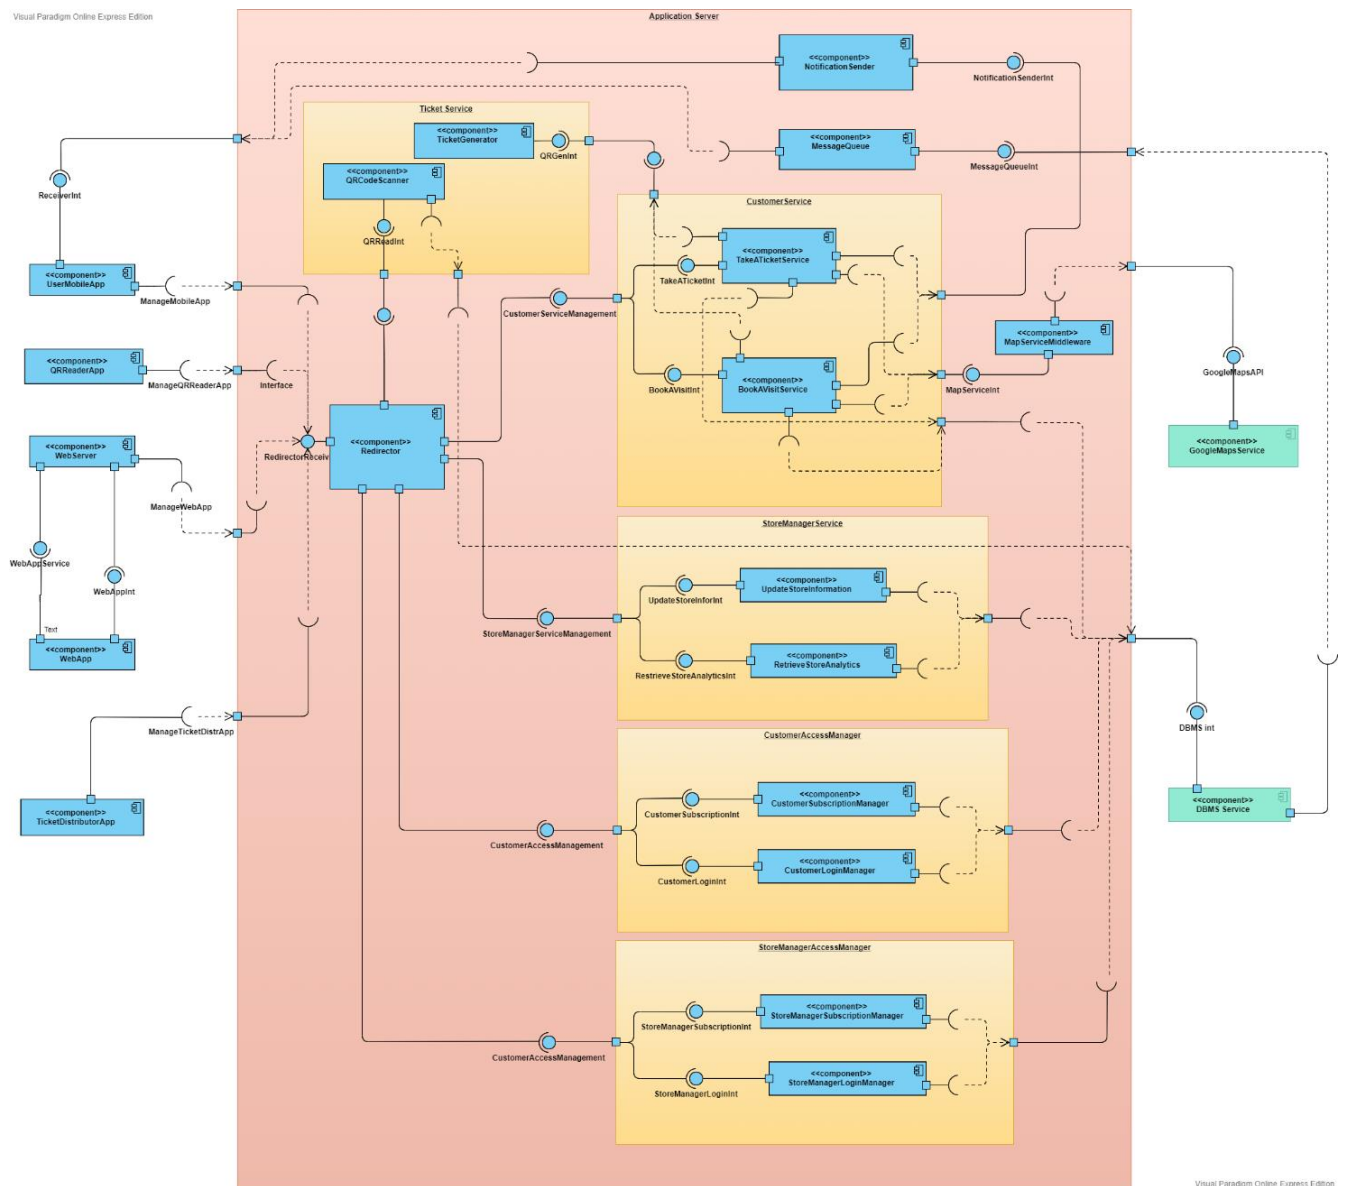 Visual Paradigm Online Express Edition
Application Server
<<component>>
NotificationSender
NotificationSenderInt
Ticket Service
<<component>>
TicketGenerator
QRGenInt
<<component>>
MessageQueue
MessageQueueInt
<<component>>
QRCodeScanner
QRReadInt
ReceiverInt
CustomerService
<<component>>
TakeATicketService
TakeATicketInt
<<component>>
UserMobileApp
ManageMobileApp
CustomerServiceManagement
<<component>>
MapServiceMiddleware
<<component>>
QRReaderApp
ManageQRReaderApp
Interface
BookAVisitInt
<<component>>
BookAVisitService
MapServiceInt
GoogleMapsAPI
<<component>>
Redirector
RedirectorReceiv
<<component>>
WebServer
ManageWebApp
<<component>>
GoogleMapsService
WebAppService
WebAppInt
Text
<<component>>
WebApp
StoreManagerService
UpdateStoreInforInt
<<component>>
UpdateStoreInformation
StoreManagerServiceManagement
RestrieveStoreAnalyticsInt
<<component>>
RetrieveStoreAnalytics
ManageTicketDistrApp
DBMS int
CustomerAccessManager
<<component>>
TicketDistributorApp
CustomerSubscriptionInt
<<component>>
CustomerSubscriptionManager
<<component>>
DBMS Service
CustomerAccessManagement
CustomerLoginInt
<<component>>
CustomerLoginManager
StoreManagerAccessManager
StoreManagerSubscriptionInt
<<component>>
StoreManagerSubscriptionManager
CustomerAccessManagement
StoreManagerLoginInt
<<component>>
StoreManagerLoginManager
Visual Paradigm Online Express Edition